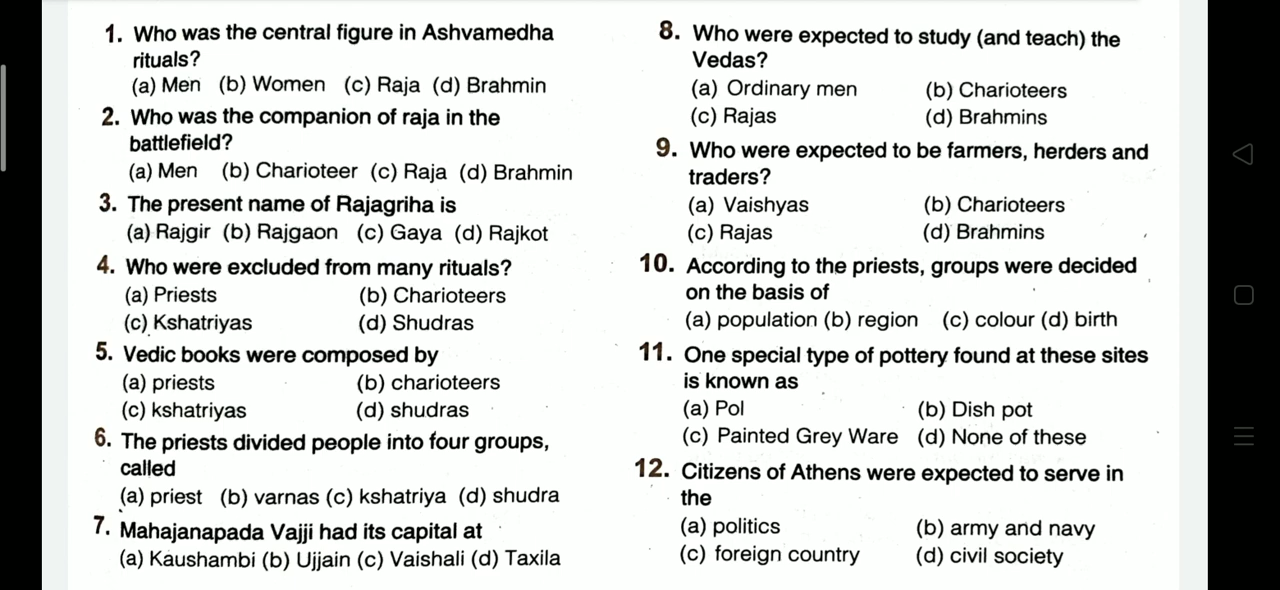 1. Who was the central figure in Ashvamedha
rituals?
(a) Men (b) Women (c) Raja (d) Brahmin
2. Who was the companion of raja in the
battlefield?
(a) Men (b) Charioteer (c) Raja (d) Brahmin
3. The present name of Rajagriha is
(a) Rajgir (b) Rajgaon (c) Gaya (d) Rajkot
4. Who were excluded from many rituals?
(a) Priests (b) Charioteers
(c) Kshatriyas (d) Shudras
5. Vedic books were composed by
(a) priests (b) charioteers
(c) kshatriyas (d) shudras
6. The priests divided people into four groups,
called
(a) priest (b) varnas (c) kshatriya (d) shudra
7. Mahajanapada Vajji had its capital at
(a) Kaushambi (b) Ujjain (c) Vaishali (d) Taxila
8. Who were expected to study (and teach) the
Vedas?
(a) Ordinary men (b) Charioteers
(c) Rajas (d) Brahmins
9. Who were expected to be farmers, herders and
traders?
(a) Vaishyas (b) Charioteers
(c) Rajas (d) Brahmins
10. According to the priests, groups were decided
on the basis of
(a) population (b) region (c) colour (d) birth
11. One special type of pottery found at these sites
is known as
(a) Pol (b) Dish pot
(c) Painted Grey Ware (d) None of these
12. Citizens of Athens were expected to serve in
the
(a) politics (b) army and navy
(c) foreign country (d) civil society